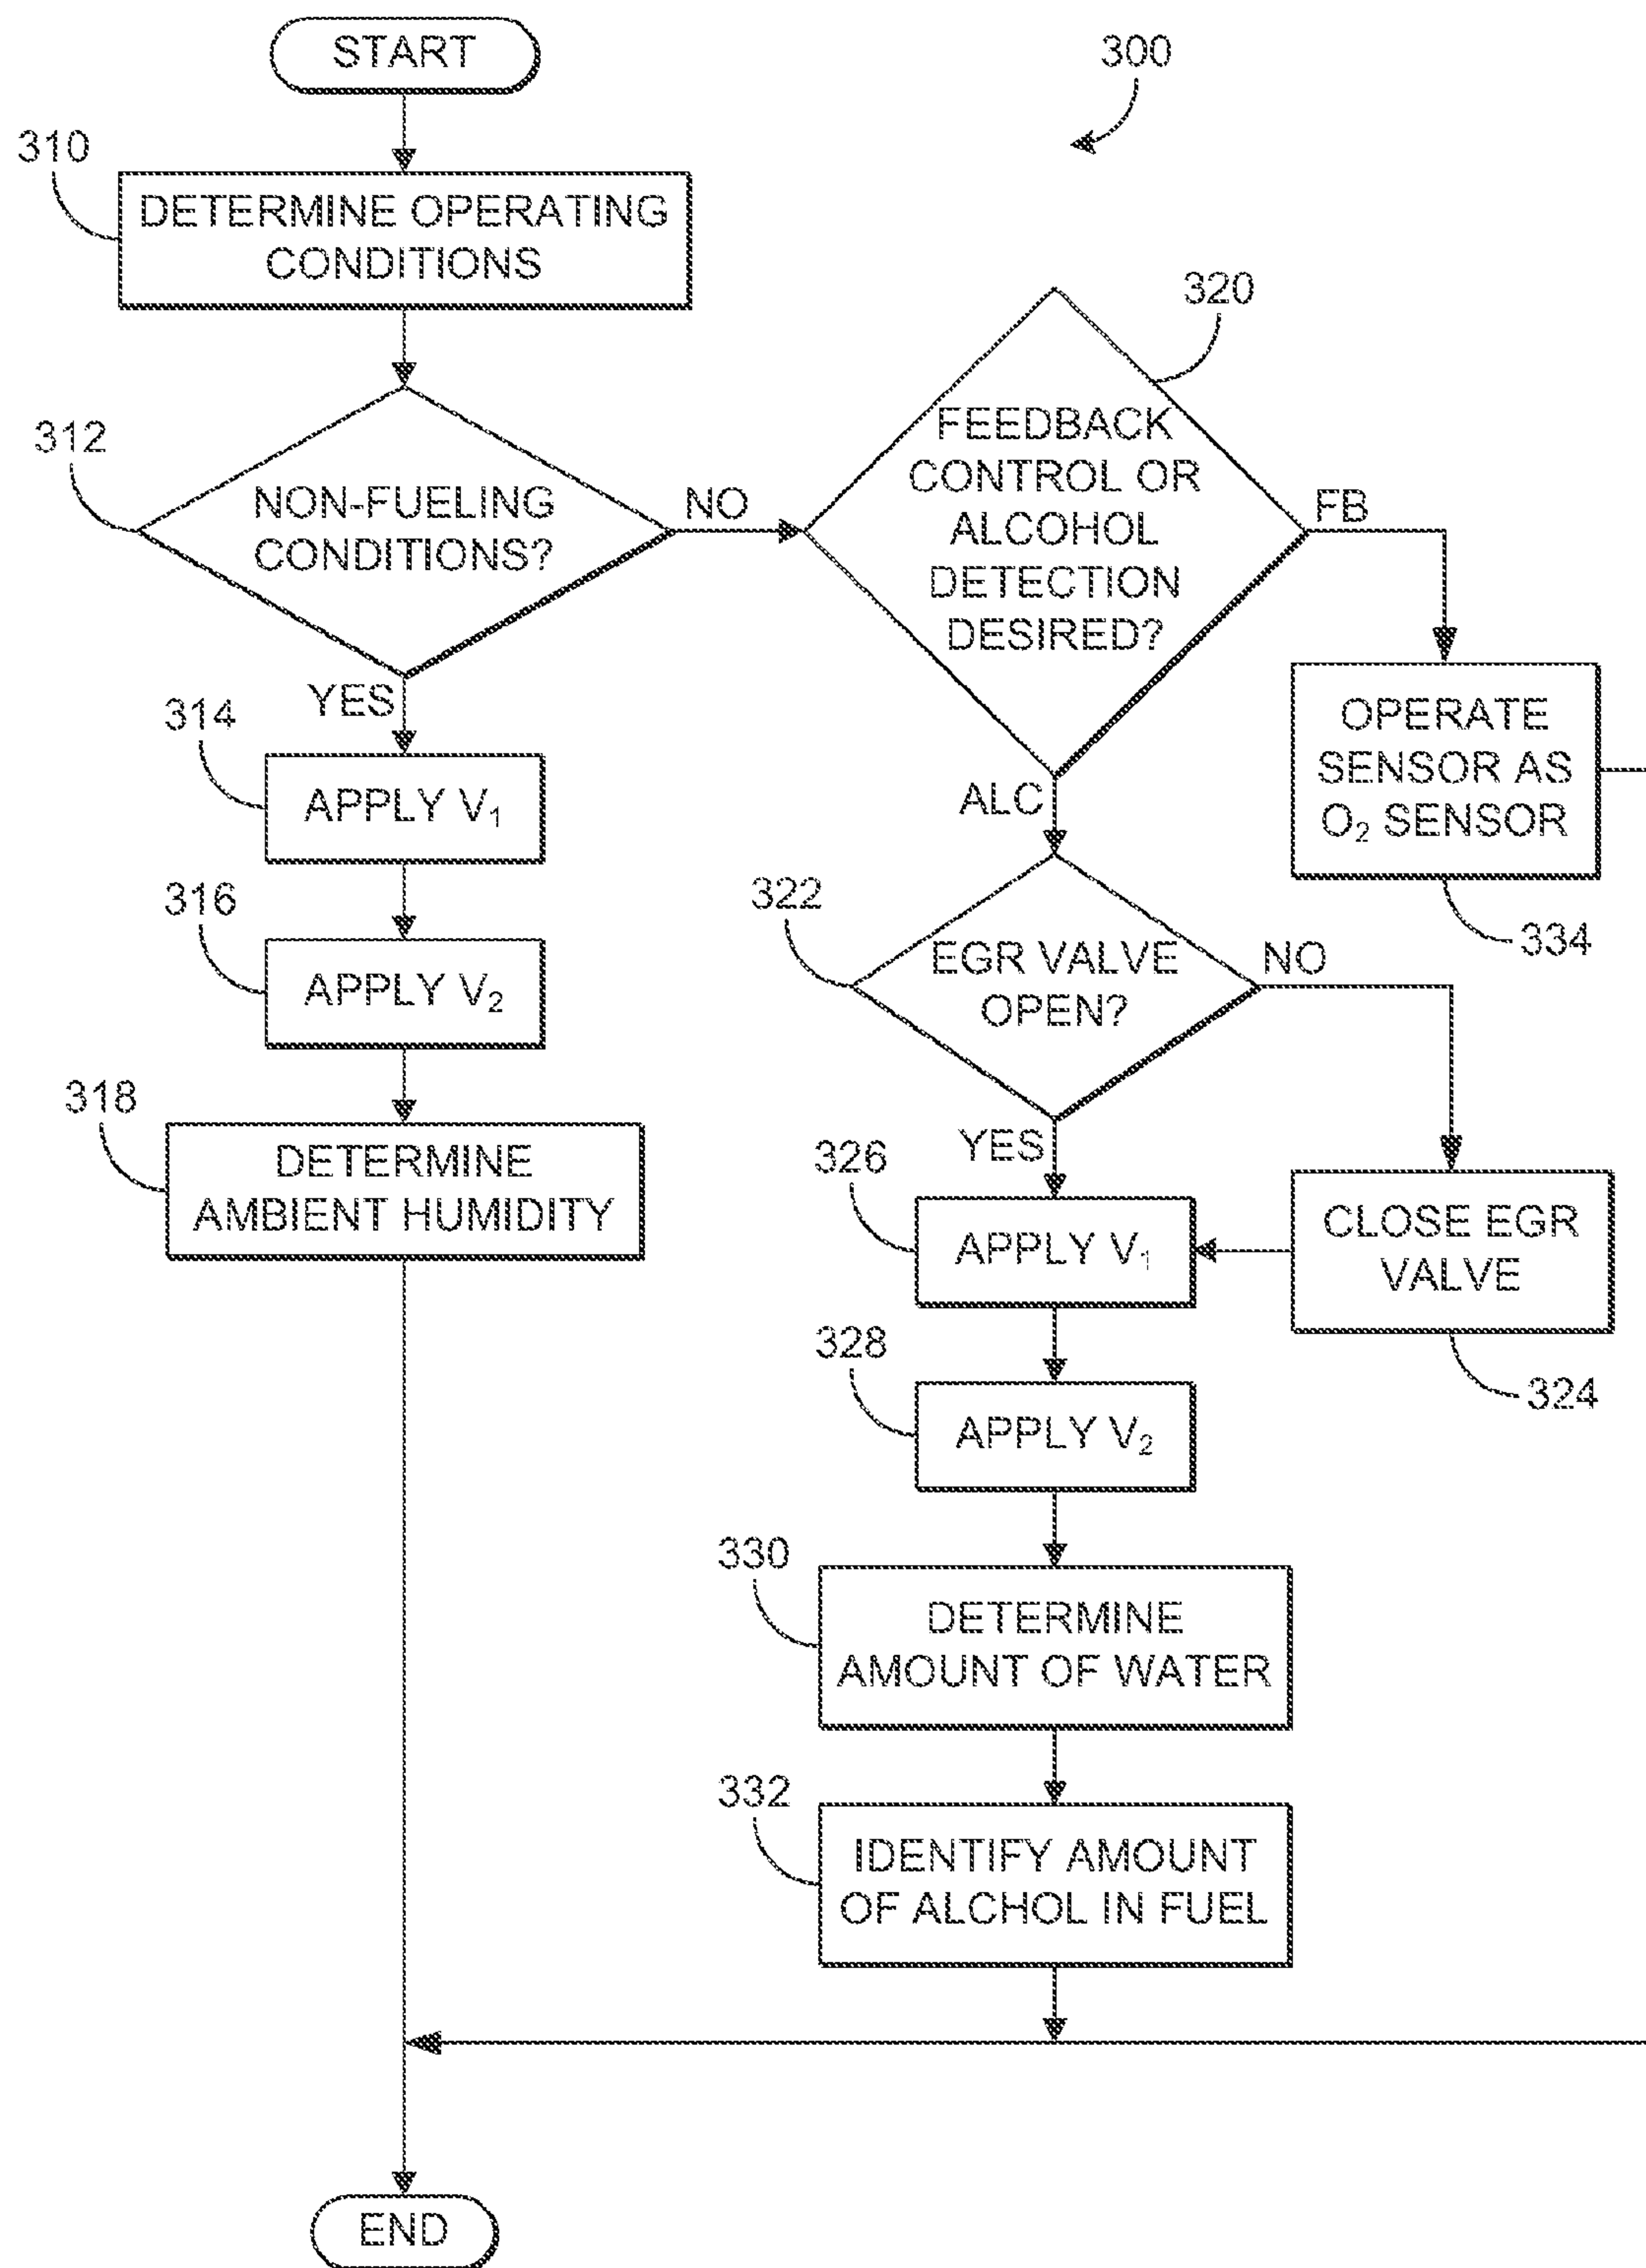 START
300
310
DETERMINE OPERATING
CONDITIONS
320
312
NON-FUELING
CONDITIONS?
NO
FEEDBACK
CONTROL OR
ALCOHOL
DETECTION
DESIRED?
FB
YES
314
APPLY V₁
ALC
OPERATE
SENSOR AS
O₂ SENSOR
334
316
APPLY V₂
322
EGR VALVE
OPEN?
NO
318
DETERMINE
AMBIENT HUMIDITY
YES
326
APPLY V₁
CLOSE EGR
VALVE
324
328
APPLY V₂
330
DETERMINE
AMOUNT OF WATER
332
IDENTIFY AMOUNT
OF ALCHOL IN FUEL
END